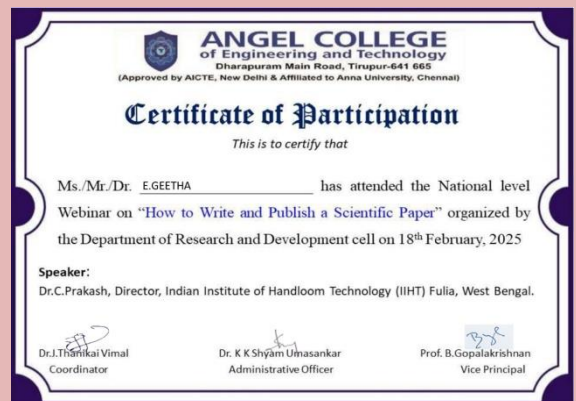 ANGEL COLLEGE
of Engineering and Technology
Dharapuram Main Road, Tirupur-641 665
(Approved by AICTE, New Delhi & Affiliated to Anna University, Chennai)
Certificate of Participation
This is to certify that
Ms./Mr./Dr. E.GEETHA has attended the National level
Webinar on “How to Write and Publish a Scientific Paper” organized by
the Department of Research and Development cell on 18th February, 2025
Speaker:
Dr.C.Prakash, Director, Indian Institute of Handloom Technology (IIHT) Fulia, West Bengal.
Dr.J.Thanikai Vimal Dr. K K Shyam Umasankar Prof. B.Gopalakrishnan
Coordinator Administrative Officer Vice Principal